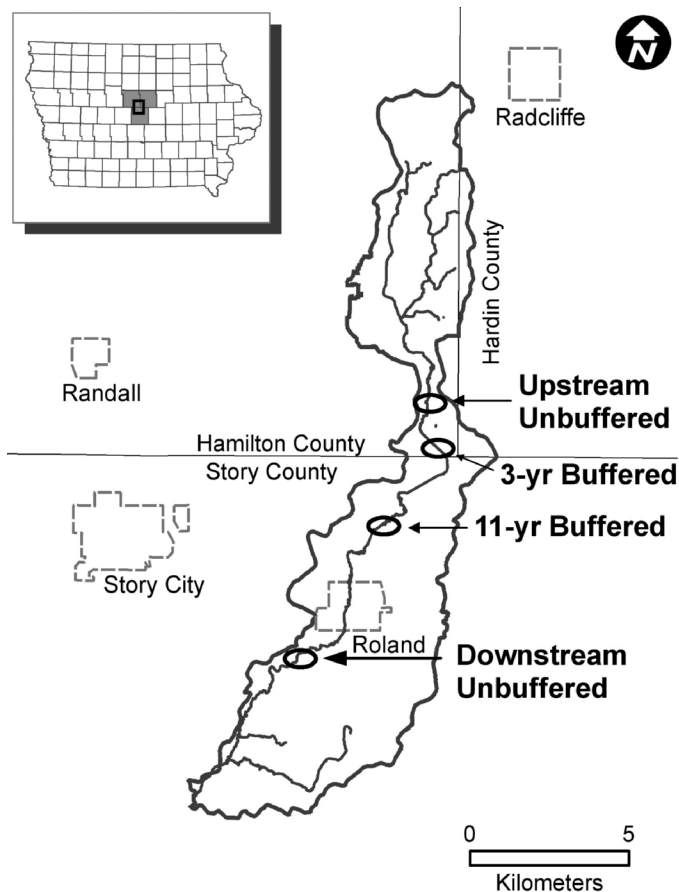 N
Radcliffe
Hardin County
Randall
Upstream
Unbuffered
Hamilton County
Story County
3-yr Buffered
11-yr Buffered
Story City
Roland
Downstream
Unbuffered
0 5
Kilometers